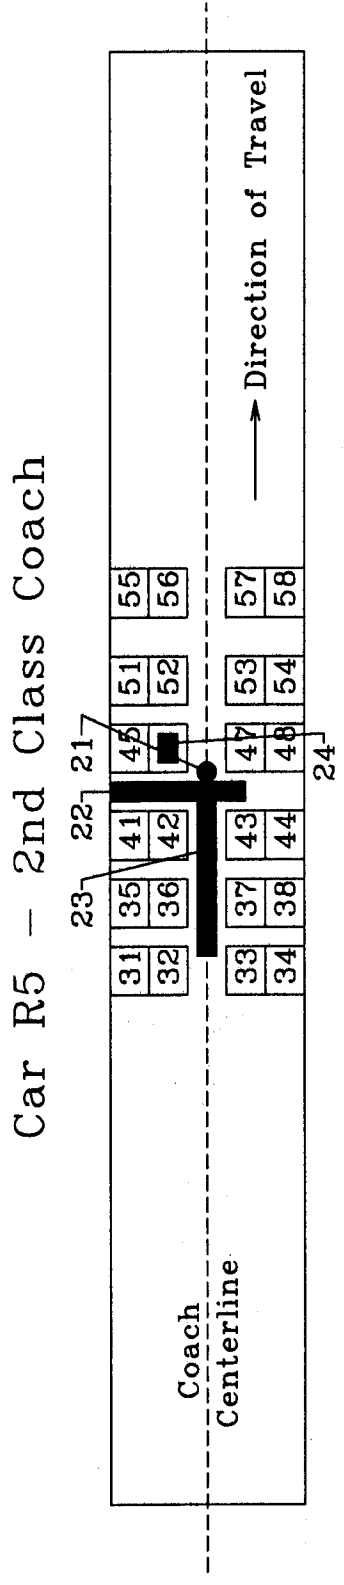 Car R5 - 2nd Class Coach
23 22 21
31 35 41 45 51 55
32 36 42 52 56
Coach
Centerline
33 37 43 47 53 57
Direction of Travel
34 38 44 48 54 58
24